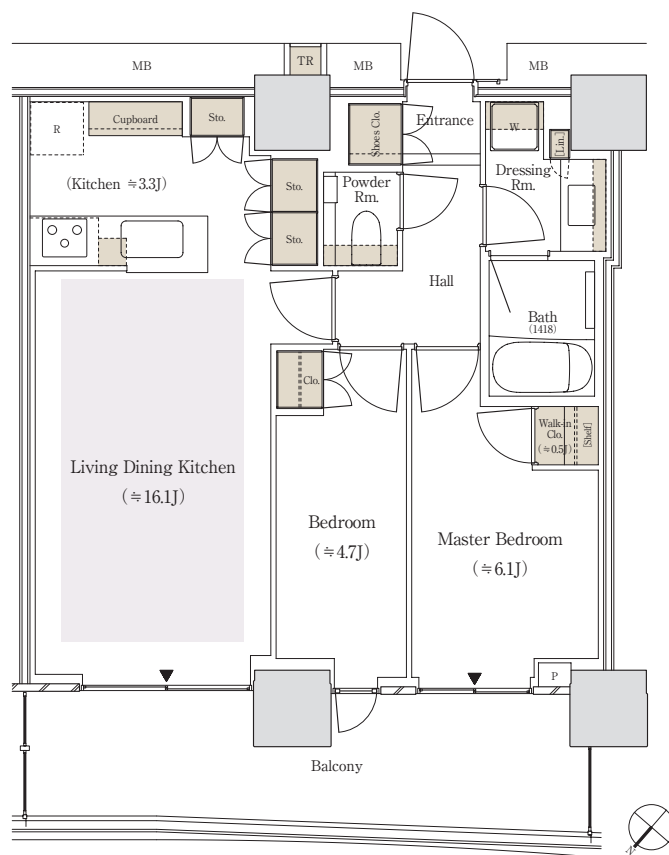 MB
TR
MB
MB
R
Cupboard
Sto.
Shoes Clo.
Entrance
W
[Lin.]
(Kitchen ≒3.3J)
Sto.
Powder
Rm.
Dressing
Rm.
Sto.
Hall
Bath
(1418)
Clo.
Walk-in
Clo.
(≒0.5J)
[Shelf]
Living Dining Kitchen
(≒16.1J)
Bedroom
(≒4.7J)
Master Bedroom
(≒6.1J)
P
Balcony
N